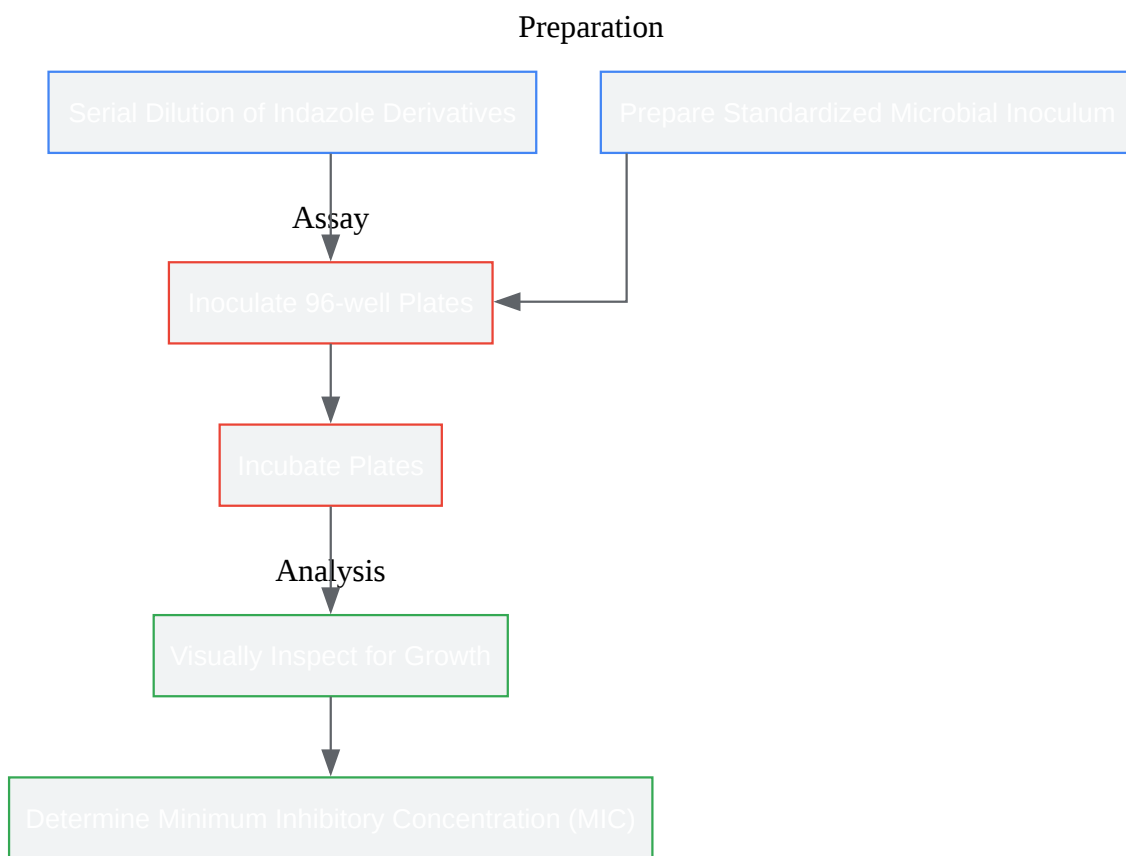 Preparation
Serial Dilution of Indazole Derivatives
Prepare Standardized Microbial Inoculum
Assay
Inoculate 96-well Plates
Incubate Plates
Analysis
Visually Inspect for Growth
Determine Minimum Inhibitory Concentration (MIC)